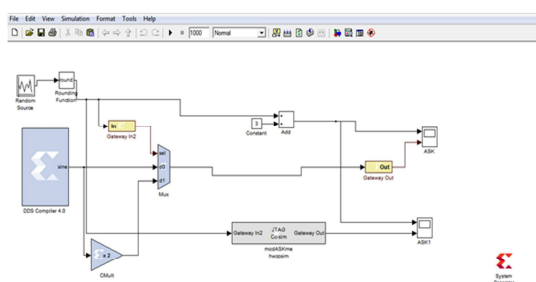 File Edit View Simulation Format Tools Help
1000 Normal
Random
Source
round
Rounding
Function
In
Gateway In2
3
Constant
Add
ASK
sine
DDS Compiler 4.0
sel
d0
d1
Mux
Out
Gateway Out
x 2
CMult
Gateway In2 JTAG Co-sim Gateway Out
modASKma
hwcosim
ASK1
System